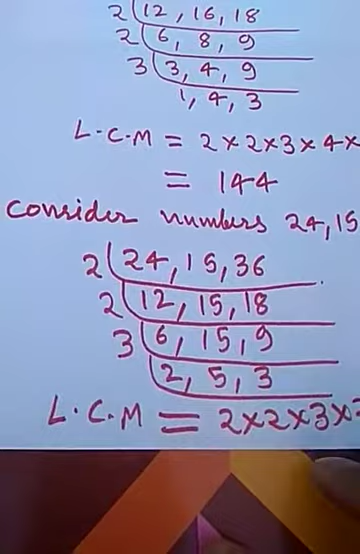 2 12, 16, 18
2 6, 8, 9
3 3, 4, 9
1, 4, 3
L.C.M = 2×2×3×4×
= 144
Consider numbers 24, 15
2 24, 15, 36
2 12, 15, 18
3 6, 15, 9
2, 5, 3
L.C.M = 2×2×3×